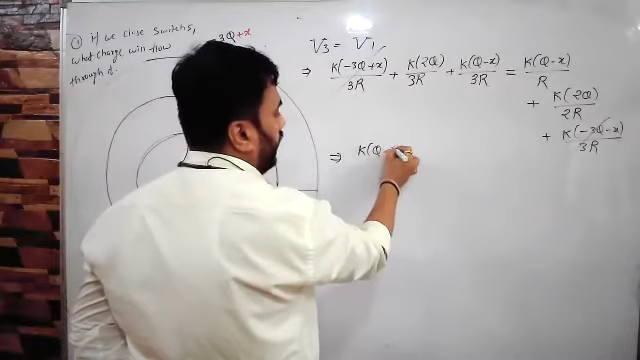 ① if we close switch S,
what charge will flow
through it.
-3Q+x
V3 = V1
⇒ K(-3Q+x)/3R + K(2Q)/3R + K(Q-x)/3R = K(Q-x)/R
+ K(2Q)/2R
+ K(-3Q-x)/3R
⇒ K(Q